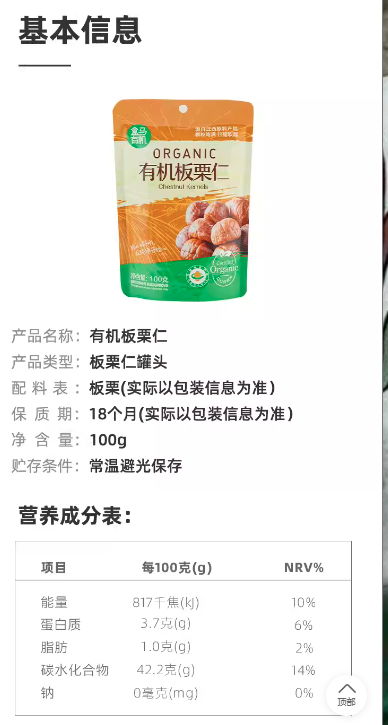 基本信息
盒马
有机
ORGANIC
有机板栗仁
Chestnut Kernels
净含量: 100g
Organic
产品名称: 有机板栗仁
产品类型: 板栗仁罐头
配料表: 板栗(实际以包装信息为准)
保质期: 18个月(实际以包装信息为准)
净含量: 100g
贮存条件: 常温避光保存
营养成分表:
项目 每100克(g) NRV%
能量 817千焦(kJ) 10%
蛋白质 3.7克(g) 6%
脂肪 1.0克(g) 2%
碳水化合物 42.2克(g) 14%
钠 0毫克(mg) 0%
顶部